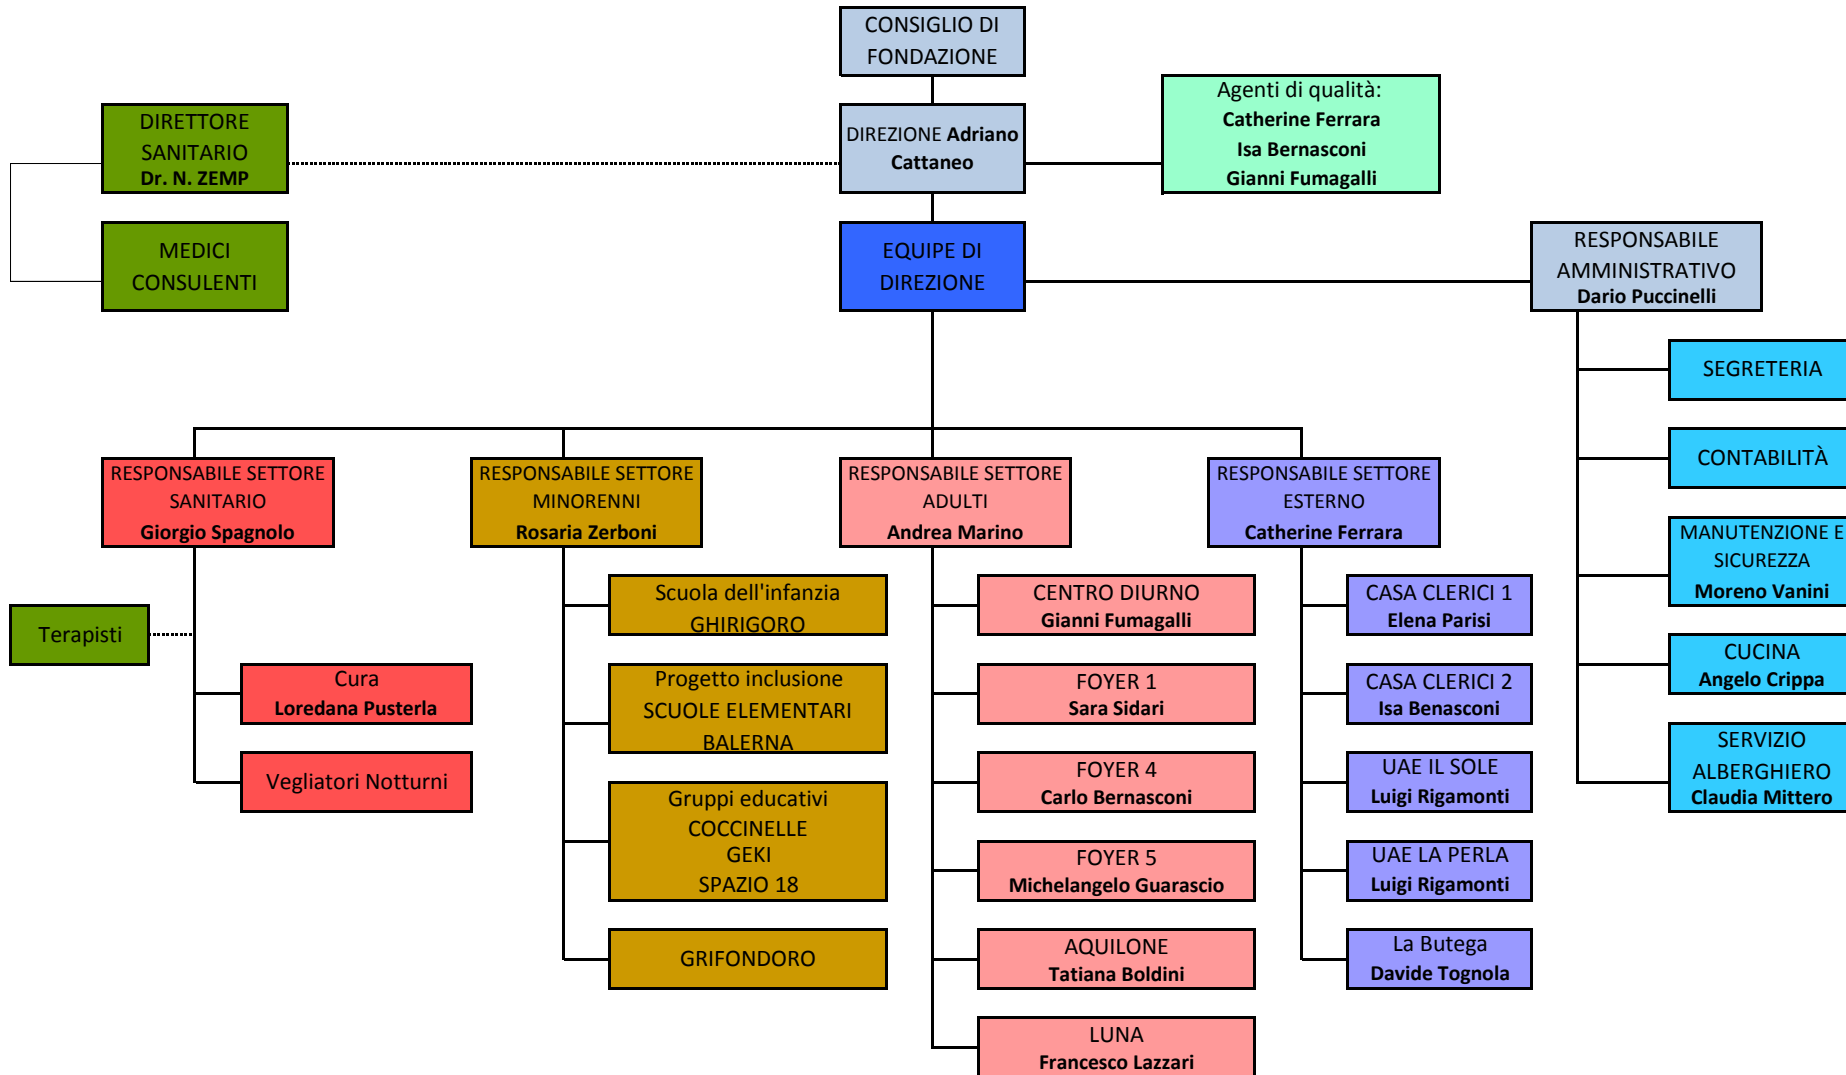 CONSIGLIO DI
FONDAZIONE
DIRETTORE
SANITARIO
Dr. N. ZEMP
DIREZIONE Adriano
Cattaneo
Agenti di qualità:
Catherine Ferrara
Isa Bernasconi
Gianni Fumagalli
MEDICI
CONSULENTI
EQUIPE DI
DIREZIONE
RESPONSABILE
AMMINISTRATIVO
Dario Puccinelli
SEGRETERIA
CONTABILITÀ
MANUTENZIONE E
SICUREZZA
Moreno Vanini
CUCINA
Angelo Crippa
SERVIZIO
ALBERGHIERO
Claudia Mittero
RESPONSABILE SETTORE
SANITARIO
Giorgio Spagnolo
Terapisti
Cura
Loredana Pusterla
Vegliatori Notturni
RESPONSABILE SETTORE
MINORENNI
Rosaria Zerboni
Scuola dell'infanzia
GHIRIGORO
Progetto inclusione
SCUOLE ELEMENTARI
BALERNA
Gruppi educativi
COCCINELLE
GEKI
SPAZIO 18
GRIFONDORO
RESPONSABILE SETTORE
ADULTI
Andrea Marino
CENTRO DIURNO
Gianni Fumagalli
FOYER 1
Sara Sidari
FOYER 4
Carlo Bernasconi
FOYER 5
Michelangelo Guarascio
AQUILONE
Tatiana Boldini
LUNA
Francesco Lazzari
RESPONSABILE SETTORE
ESTERNO
Catherine Ferrara
CASA CLERICI 1
Elena Parisi
CASA CLERICI 2
Isa Benasconi
UAE IL SOLE
Luigi Rigamonti
UAE LA PERLA
Luigi Rigamonti
La Butega
Davide Tognola